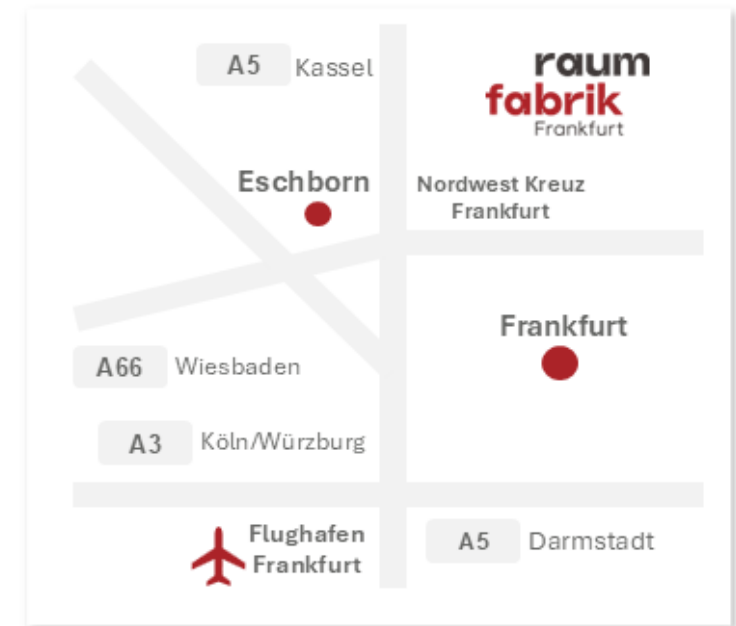 A5 Kassel
raum
fabrik
Frankfurt
Eschborn
Nordwest Kreuz
Frankfurt
Frankfurt
A66 Wiesbaden
A3 Köln/Würzburg
Flughafen
Frankfurt
A5 Darmstadt